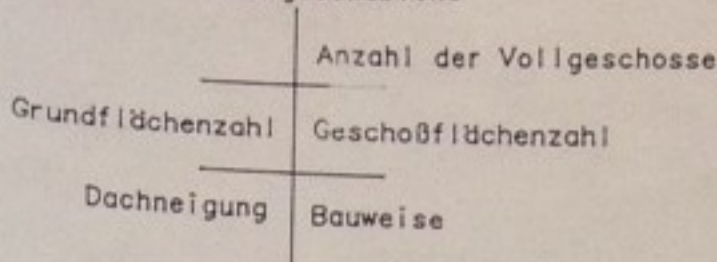 Anzahl der Vollgeschosse
Grundflächenzahl Geschoßflächenzahl
Dachneigung Bauweise